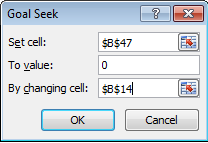 Goal Seek
Set cell: $B$47
To value: 0
By changing cell: $B$14
OK Cancel